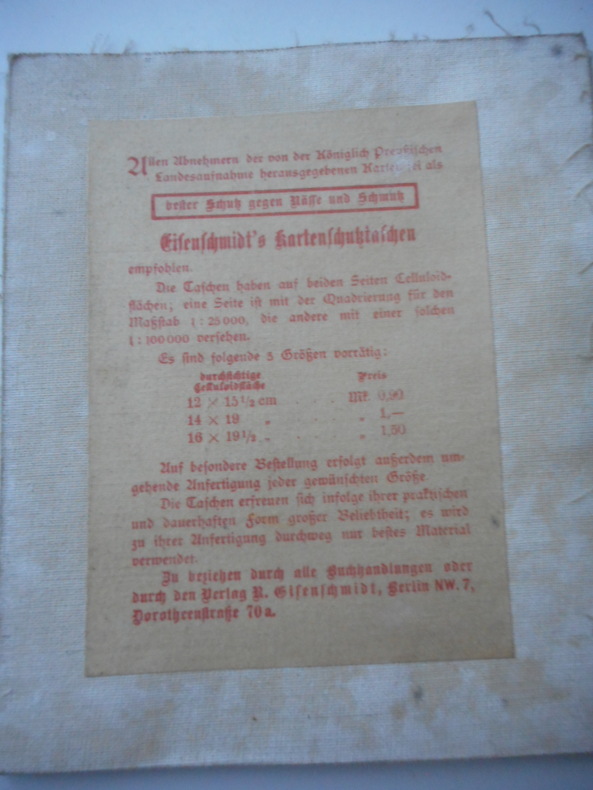 Allen Abnehmern der von der Königlich Preußischen
Landesaufnahme herausgegebenen Karten sei als
bester Schutz gegen Nässe und Schmutz
Eisenschmidt's Kartenschutztaschen
empfohlen.
Die Taschen haben auf beiden Seiten Celluloid-
flächen; eine Seite ist mit der Quadrierung für den
Maßstab 1:25000, die andere mit einer solchen
1:100000 versehen.
Es sind folgende 3 Größen vorrätig:
durchsichtige Preis
Celluloidfläche
12 × 15½ cm . . . . Mk. 0,90
14 × 18 „ . . . . „ 1,—
16 × 19½ „ . . . . „ 1,50
Auf besondere Bestellung erfolgt außerdem um-
gehende Anfertigung jeder gewünschten Größe.
Die Taschen erfreuen sich infolge ihrer praktischen
und dauerhaften Form großer Beliebtheit; es wird
zu ihrer Anfertigung durchweg nur bestes Material
verwendet.
Zu beziehen durch alle Buchhandlungen oder
durch den Verlag R. Eisenschmidt, Berlin NW. 7,
Dorotheenstraße 70a.